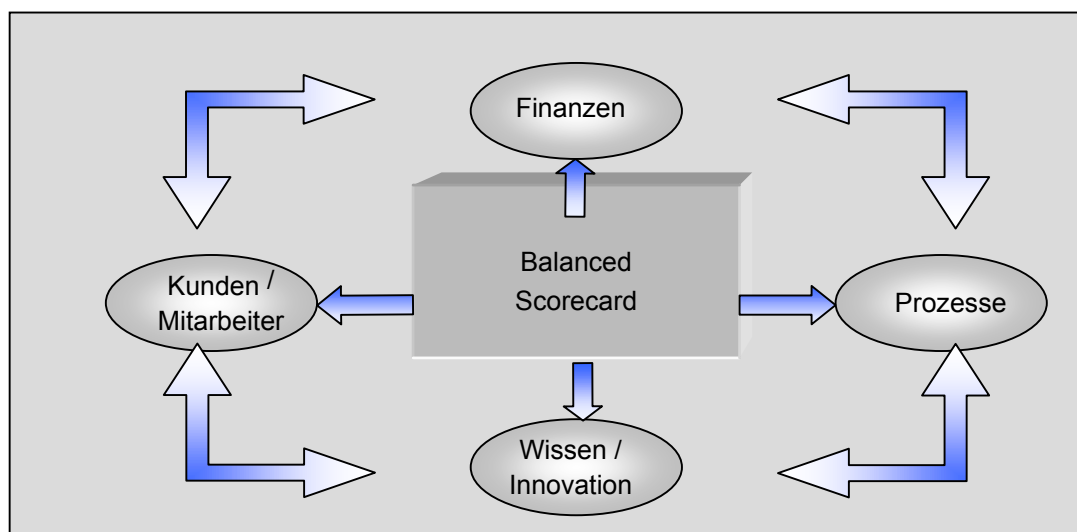 Finanzen
Balanced
Scorecard
Kunden /
Mitarbeiter
Prozesse
Wissen /
Innovation